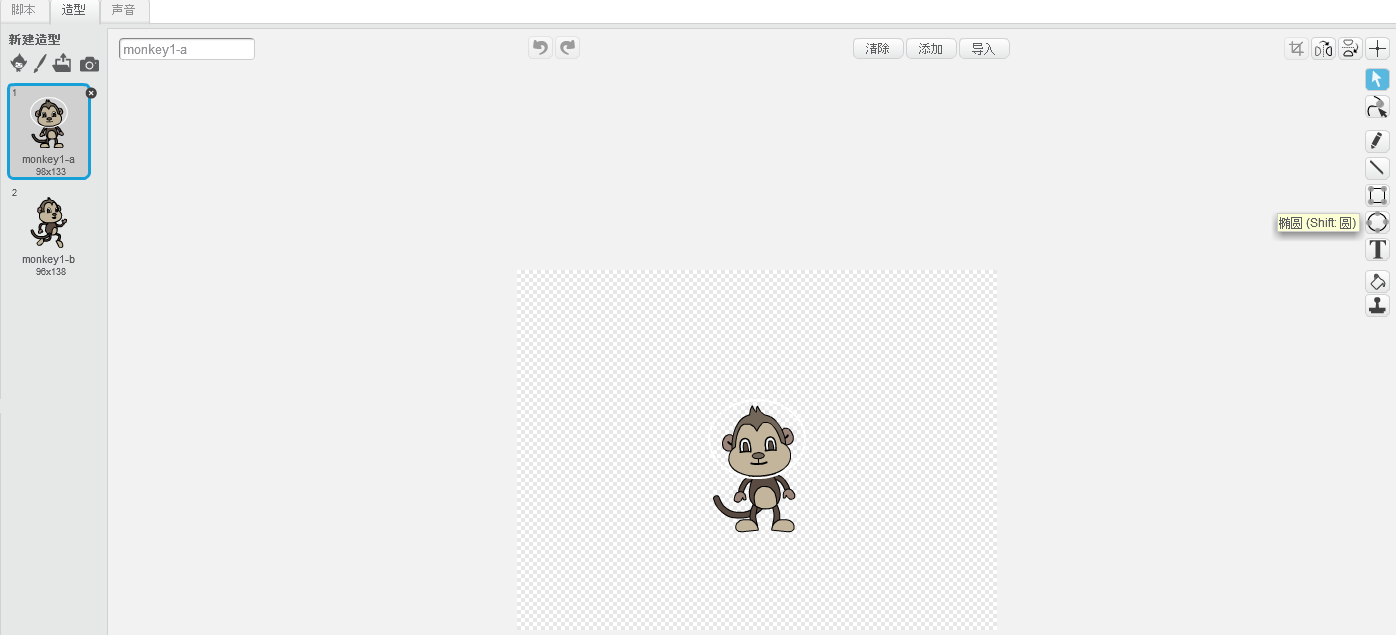 脚本 造型 声音
新建造型
monkey1-a
清除 添加 导入
1
monkey1-a
98x133
2
monkey1-b
96x138
椭圆 (Shift: 圆)
T